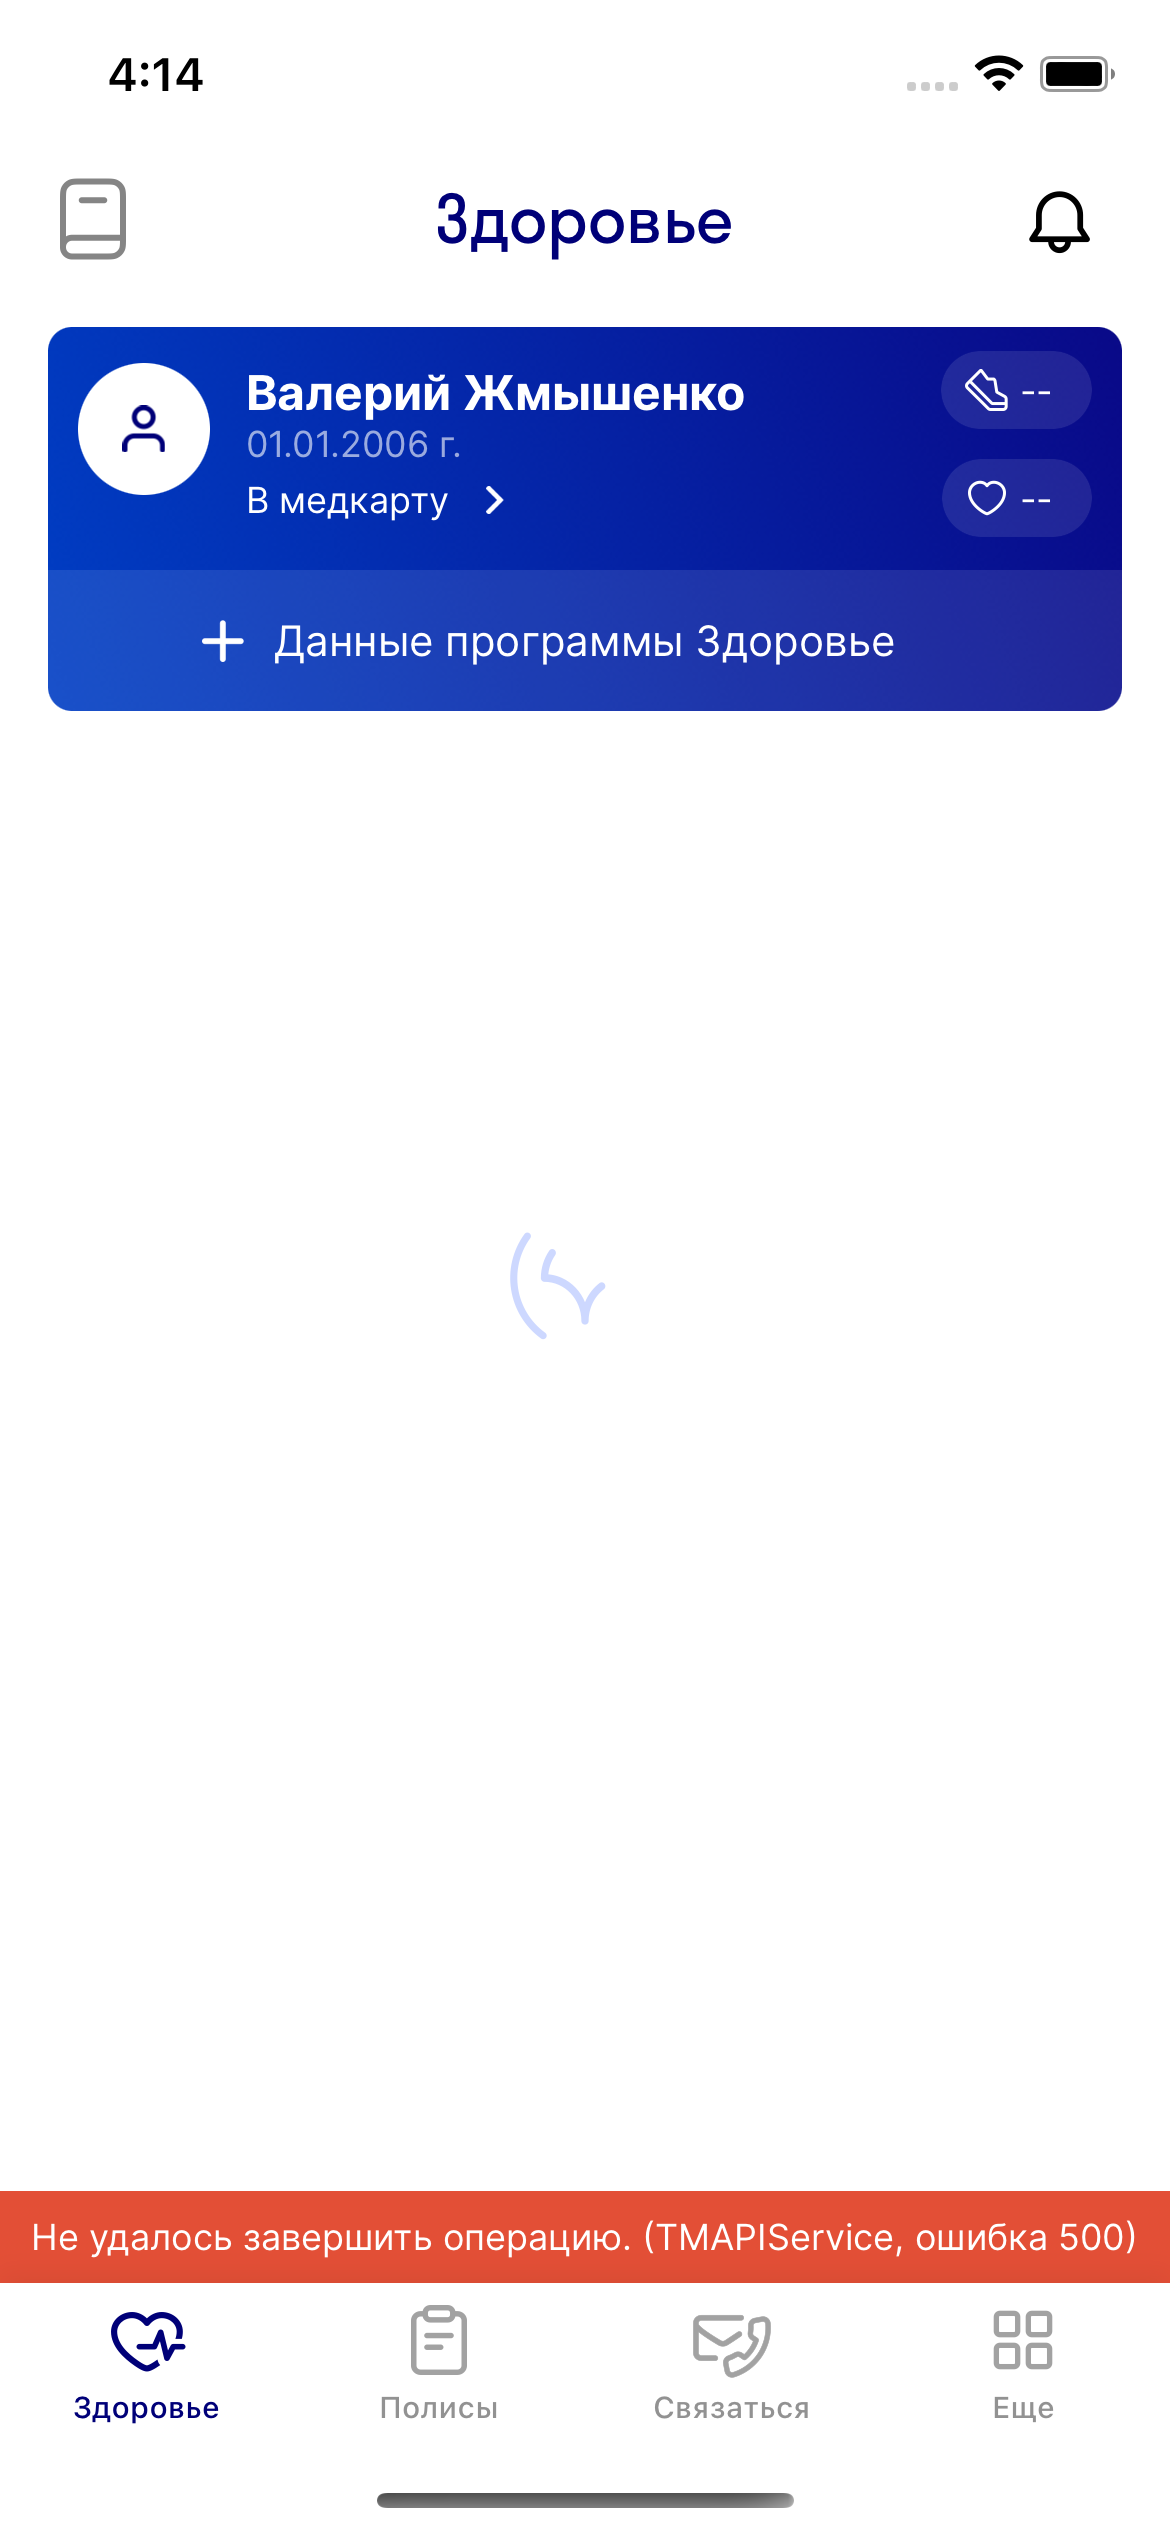 4:14
Здоровье
Валерий Жмышенко
01.01.2006 г.
В медкарту
--
--
Данные программы Здоровье
Не удалось завершить операцию. (TMAPIService, ошибка 500)
Здоровье
Полисы
Связаться
Еще